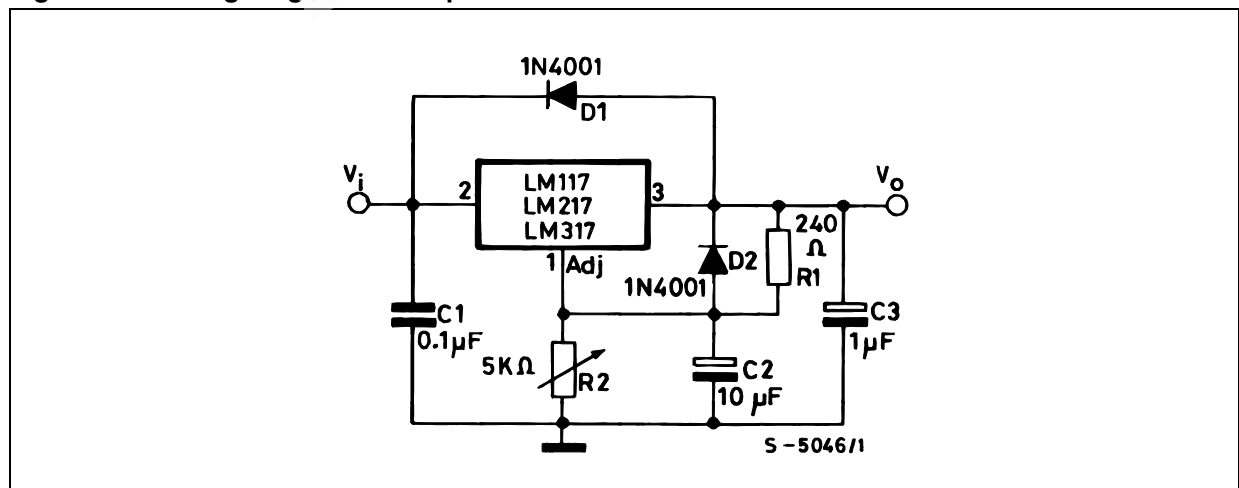 1N4001
D1
Vi
2
LM117
LM217
LM317
3
Vo
1 Adj
D2
1N4001
240
Ω
R1
C1
0.1µF
5KΩ
R2
C2
10 µF
C3
1µF
S-5046/1